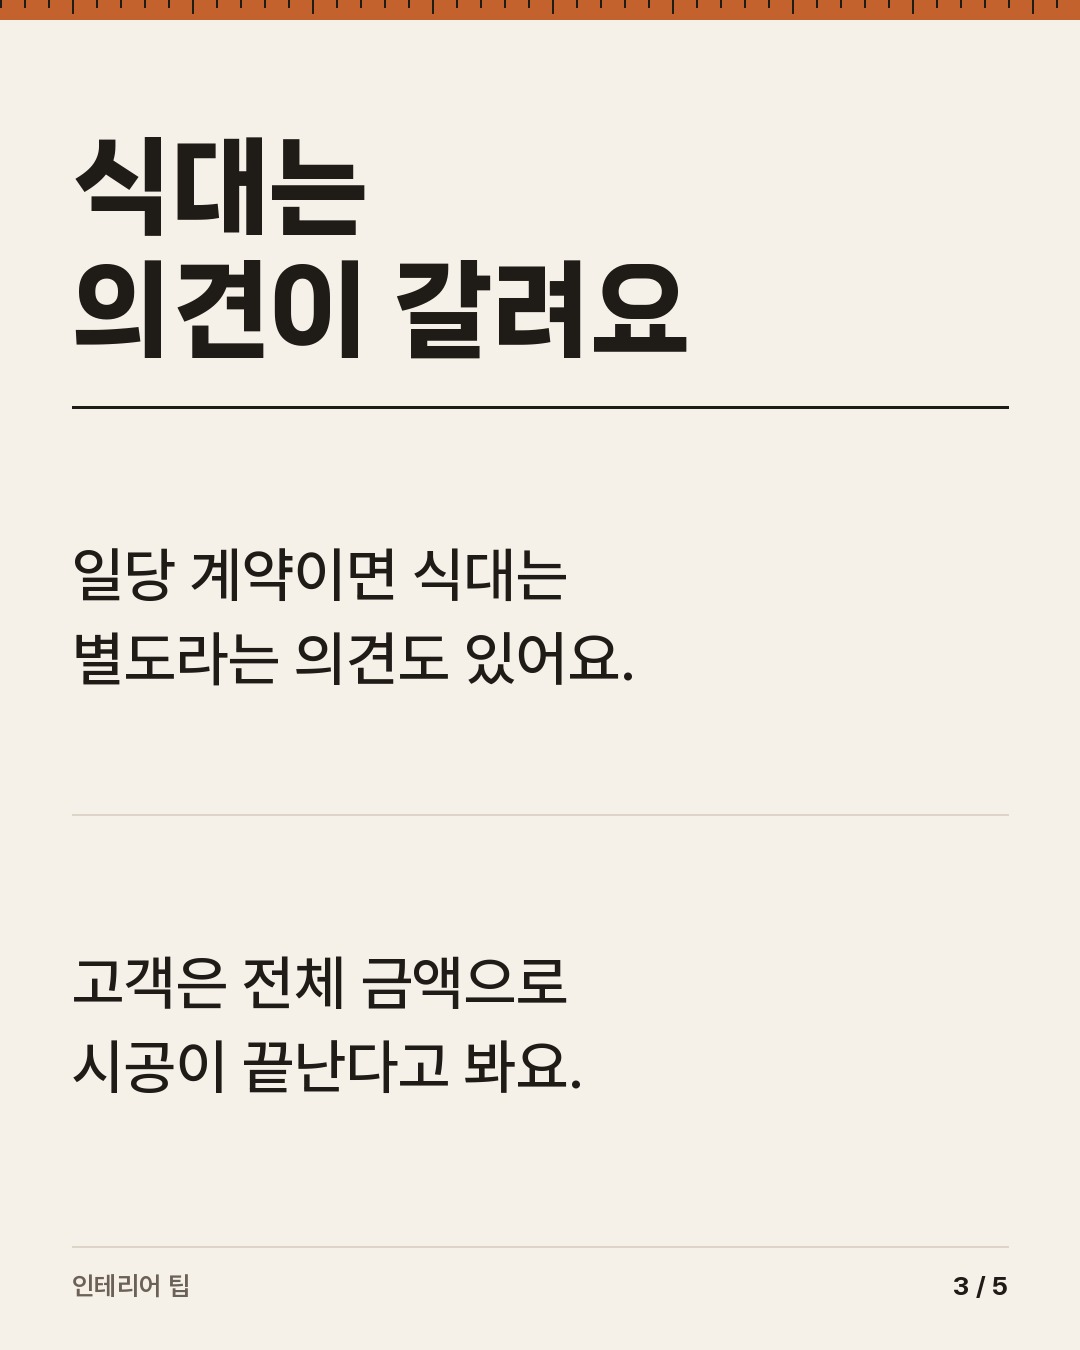 식대는
의견이 갈려요
일당 계약이면 식대는
별도라는 의견도 있어요.
고객은 전체 금액으로
시공이 끝난다고 봐요.
인테리어 팁
3 / 5